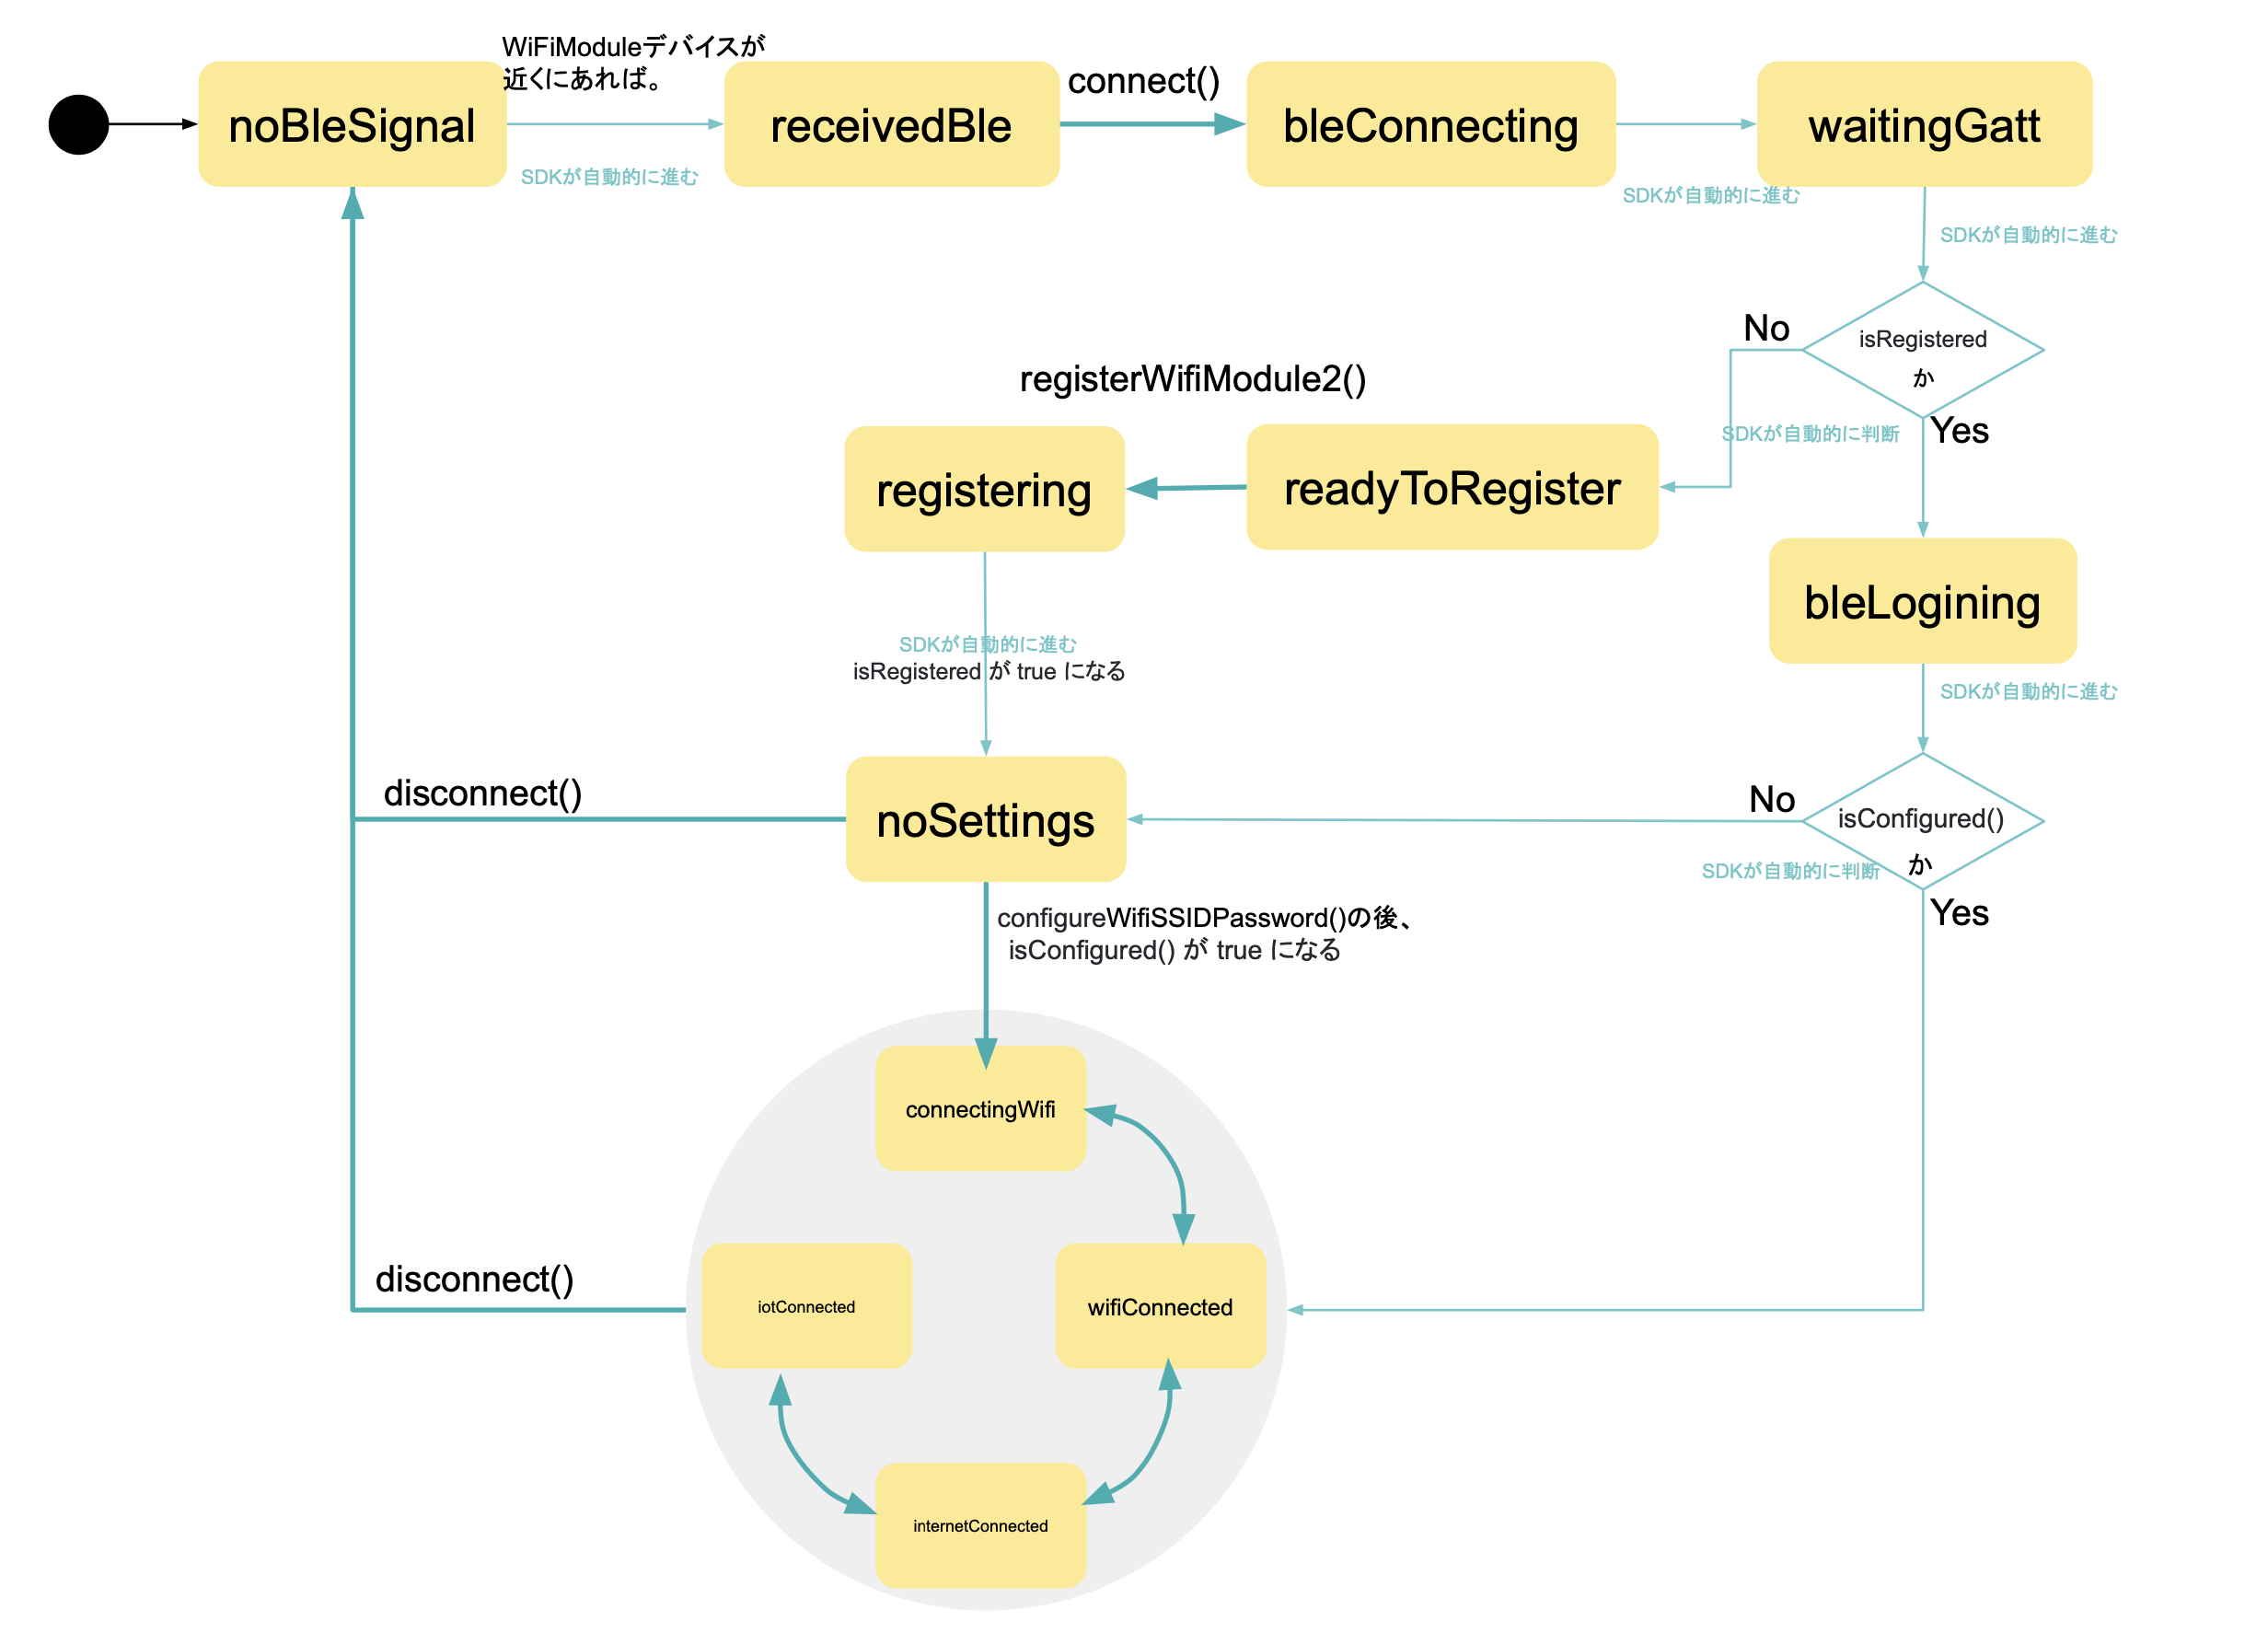 WiFiModuleデバイスが
近くにあれば。
noBleSignal
SDKが自動的に進む
receivedBle
connect()
bleConnecting
SDKが自動的に進む
waitingGatt
SDKが自動的に進む
isRegistered
か
No
SDKが自動的に判断
Yes
registerWifiModule2()
readyToRegister
registering
SDKが自動的に進む
isRegistered が true になる
bleLogining
SDKが自動的に進む
isConfigured()
か
No
SDKが自動的に判断
Yes
noSettings
disconnect()
configureWifiSSIDPassword()の後、
isConfigured() が true になる
connectingWifi
wifiConnected
internetConnected
iotConnected
disconnect()